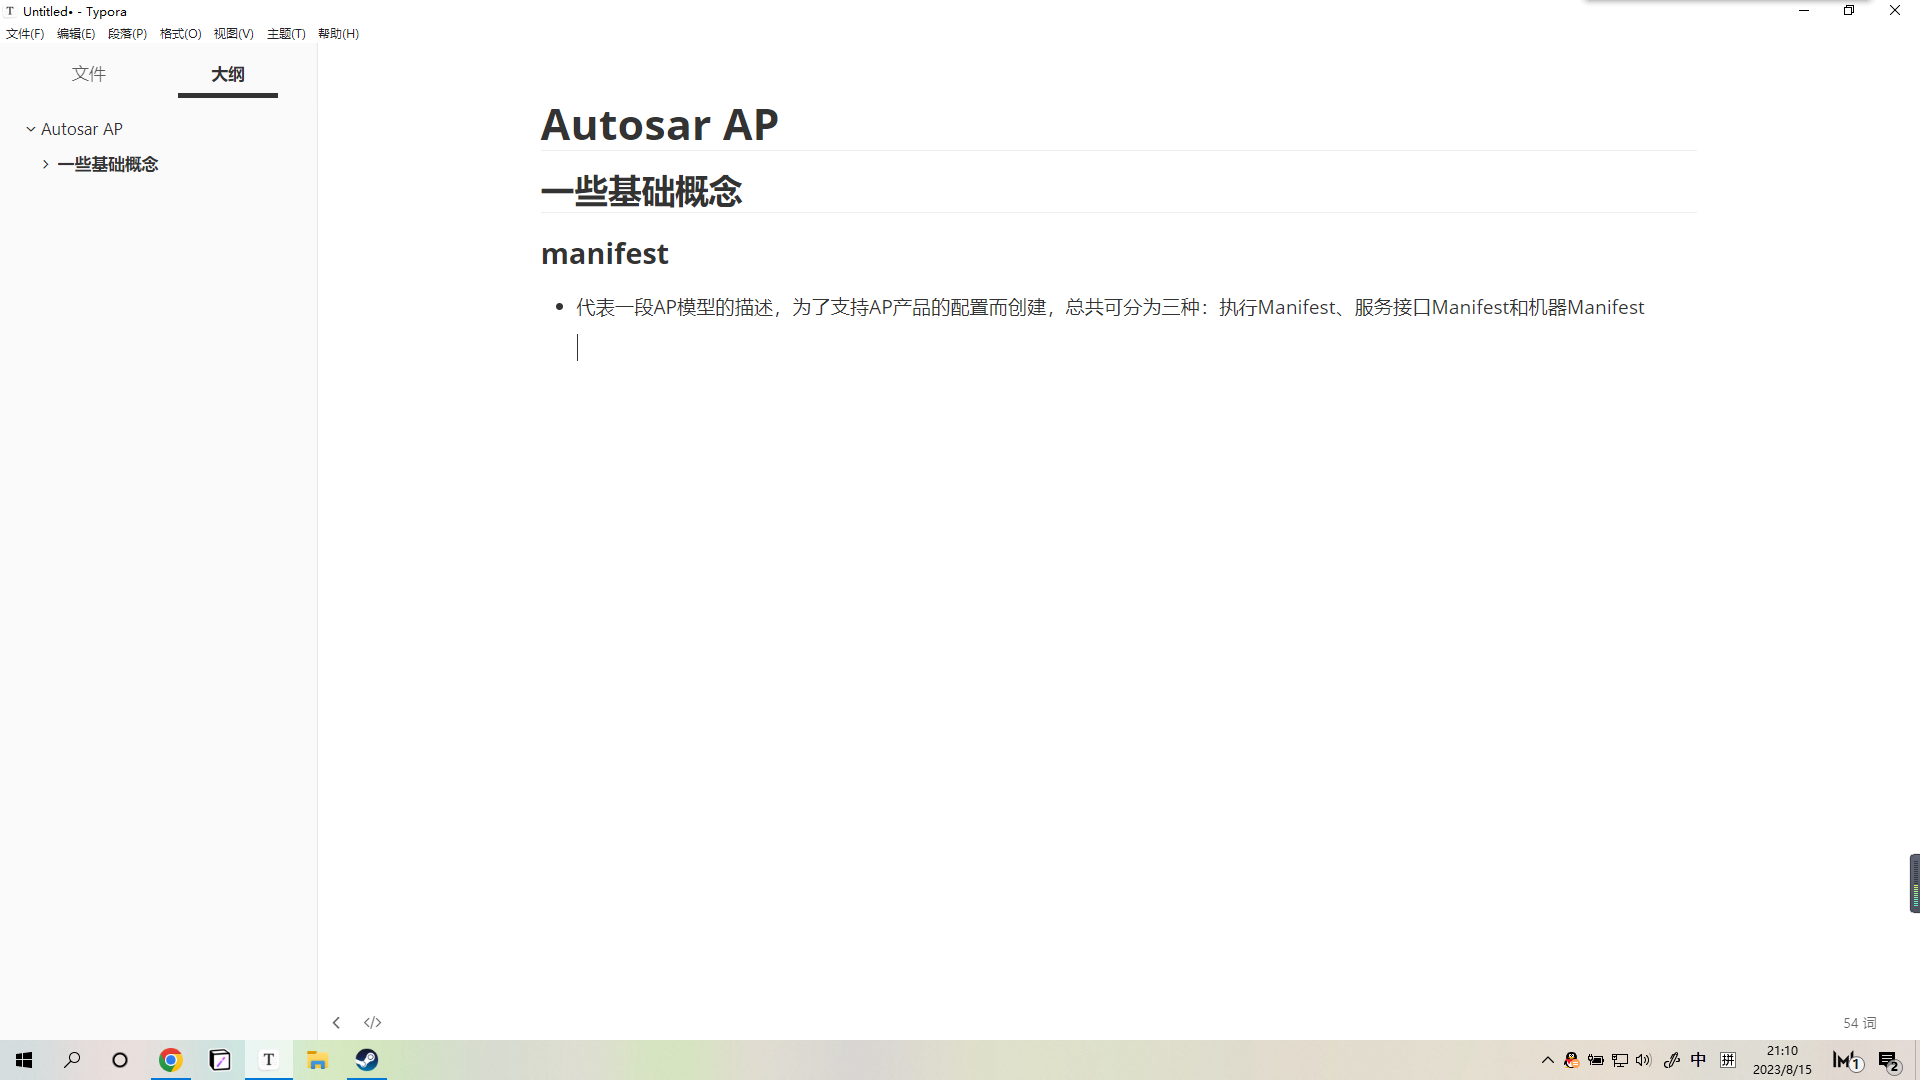 Untitled• - Typora
文件(F) 编辑(E) 段落(P) 格式(O) 视图(V) 主题(T) 帮助(H)
文件 大纲
Autosar AP
一些基础概念
Autosar AP
一些基础概念
manifest
代表一段AP模型的描述，为了支持AP产品的配置而创建，总共可分为三种：执行Manifest、服务接口Manifest和机器Manifest
54 词
中 拼
21:10
2023/8/15
1
2